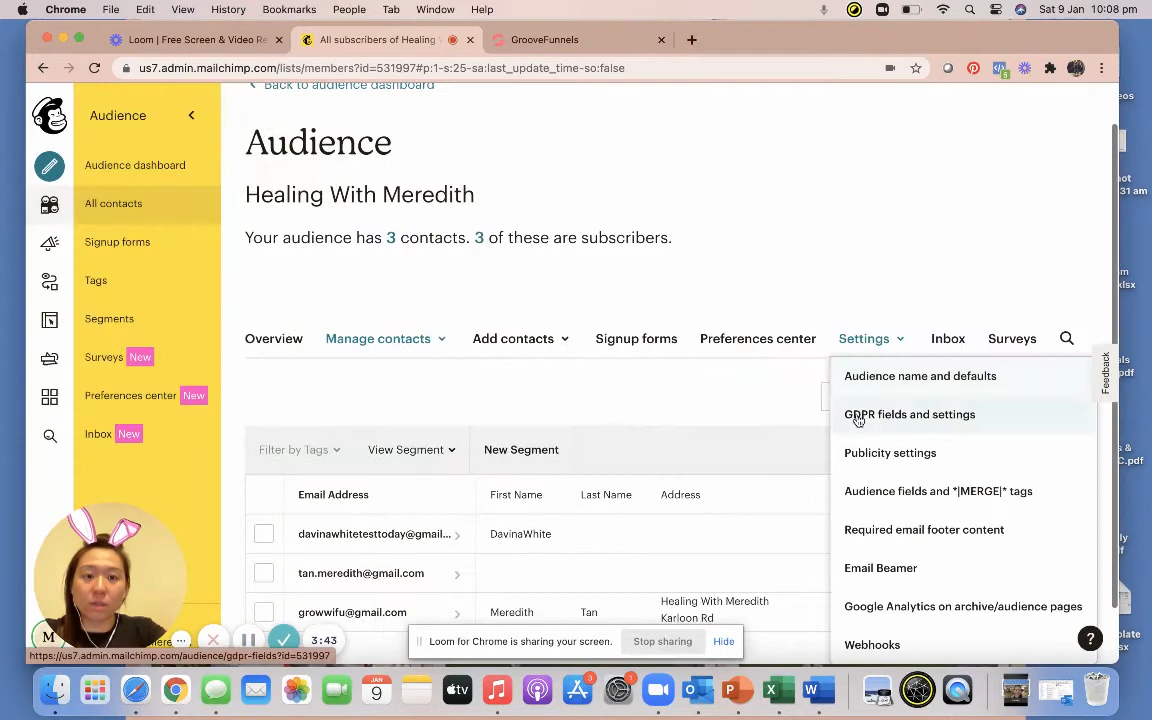 Chrome File Edit View History Bookmarks People Tab Window Help Sat 9 Jan 10:08 pm
Loom | Free Screen & Video Re
All subscribers of Healing
GrooveFunnels
us7.admin.mailchimp.com/lists/members?id=531997#p:1-s:25-sa:last_update_time-so:false
5
Audience
Audience dashboard
All contacts
Signup forms
Tags
Segments
Surveys New
Preferences center New
Inbox New
Back to audience dashboard
Audience
Healing With Meredith
Your audience has 3 contacts. 3 of these are subscribers.
Overview Manage contacts Add contacts Signup forms Preferences center Settings Inbox Surveys
Audience name and defaults
GDPR fields and settings
Publicity settings
Audience fields and *|MERGE|* tags
Required email footer content
Email Beamer
Google Analytics on archive/audience pages
Webhooks
Feedback
Filter by Tags View Segment New Segment
Email Address First Name Last Name Address
davinawhitetesttoday@gmail... DavinaWhite
tan.meredith@gmail.com
growwifu@gmail.com Meredith Tan Healing With Meredith
Karloon Rd
M
3:43
Loom for Chrome is sharing your screen. Stop sharing Hide
?
https://us7.admin.mailchimp.com/audience/gdpr-fields?id=531997
JAN
9
tv
3
1